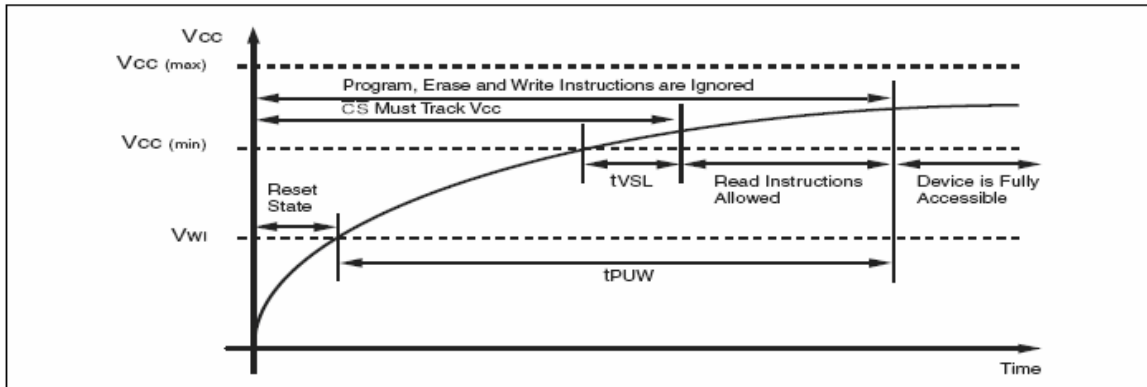 Vcc
Vcc (max)
Program, Erase and Write Instructions are Ignored
C̅S̅ Must Track Vcc
Vcc (min)
tVSL
Read Instructions
Allowed
Device is Fully
Accessible
Reset
State
VWI
tPUW
Time